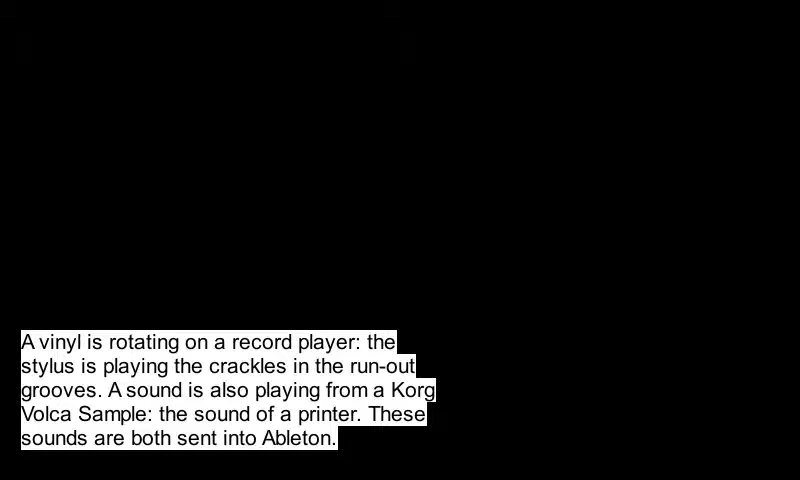 A vinyl is rotating on a record player: the
stylus is playing the crackles in the run-out
grooves. A sound is also playing from a Korg
Volca Sample: the sound of a printer. These
sounds are both sent into Ableton.